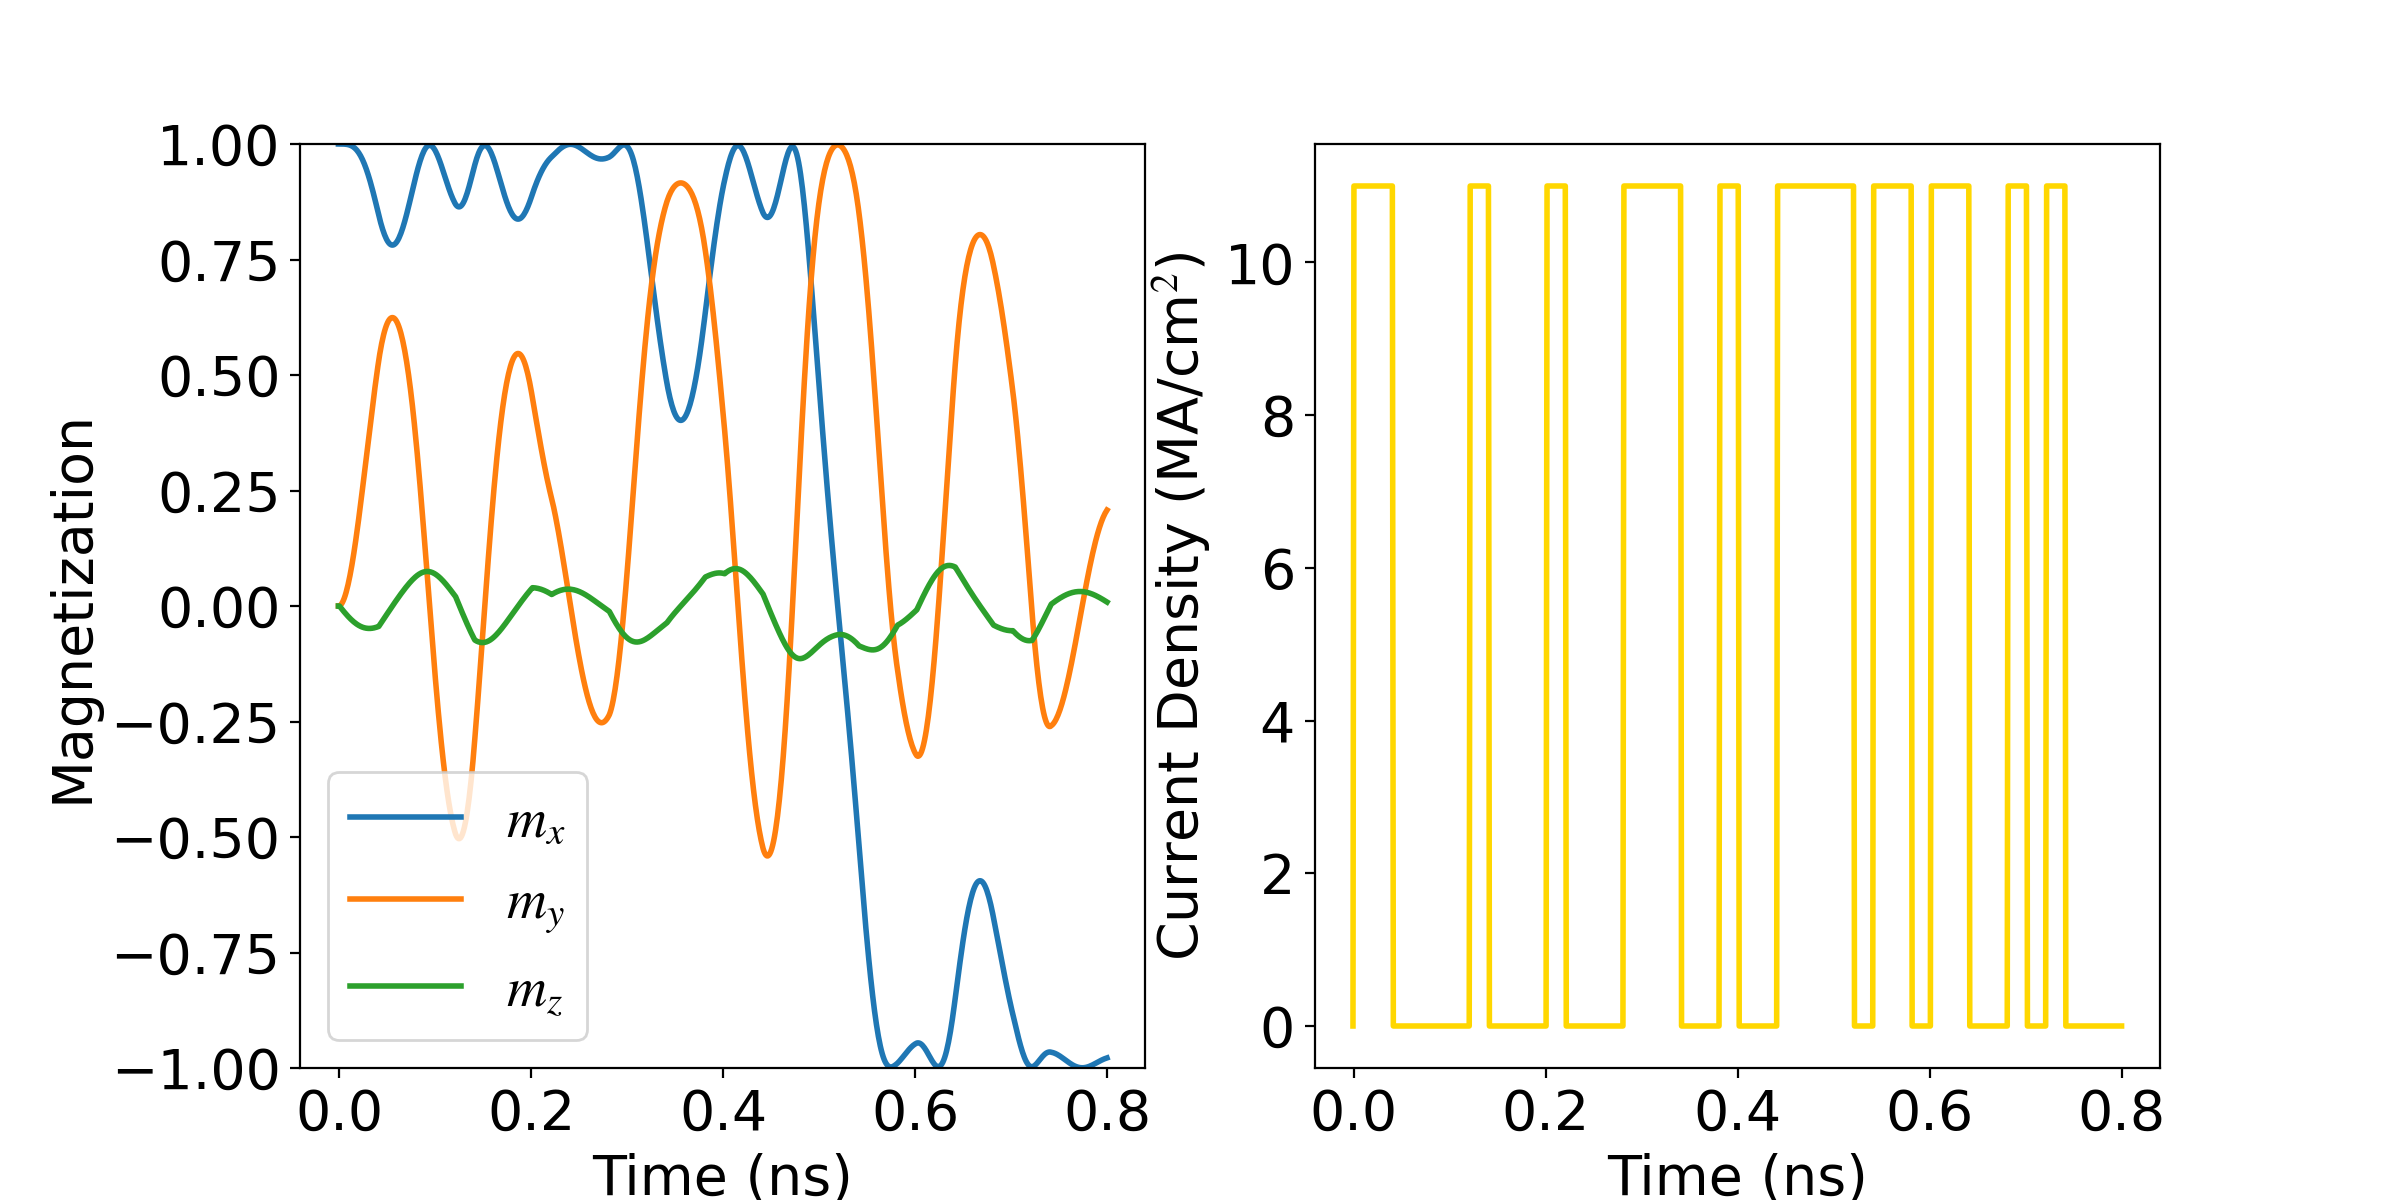 Magnetization
1.00
0.75
0.50
0.25
0.00
−0.25
−0.50
−0.75
−1.00
m_x
m_y
m_z
0.0 0.2 0.4 0.6 0.8
Time (ns)
Current Density (MA/cm²)
10
8
6
4
2
0
0.0 0.2 0.4 0.6 0.8
Time (ns)